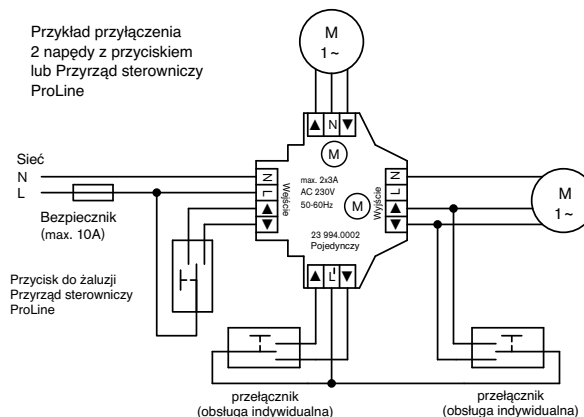 Przykład przyłączenia
2 napędy z przyciskiem
lub Przyrząd sterowniczy
ProLine
M
1~
▲ N ▼
M
Sieć
N
L
Bezpiecznik
(max. 10A)
N
L
▲
▼
Wejście
max. 2x3A
AC 230V
50-60Hz
M
23 994.0002
Pojedynczy
Wyjście
N
L
▲
▼
M
1~
▲ L' ▼
Przycisk do żaluzji
Przyrząd sterowniczy
ProLine
przełącznik
(obsługa indywidualna)
przełącznik
(obsługa indywidualna)